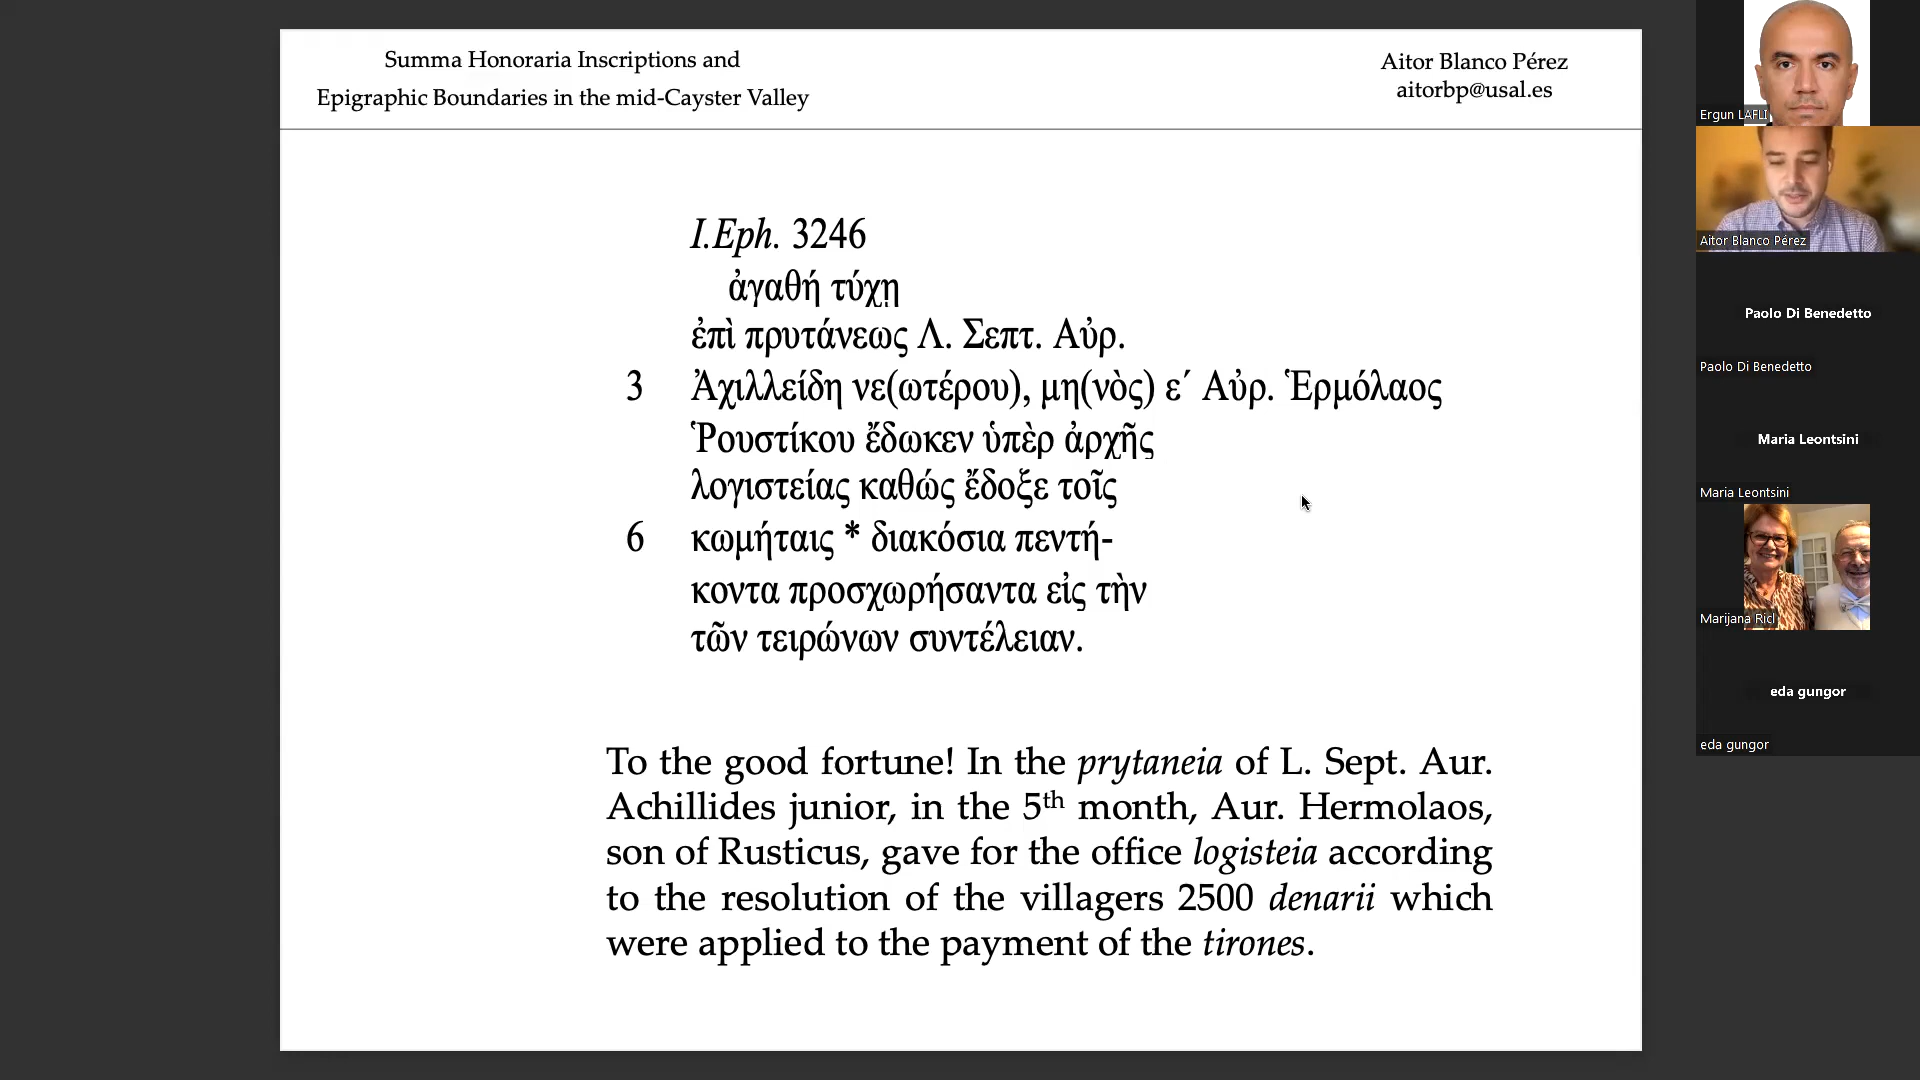 Summa Honoraria Inscriptions and
Epigraphic Boundaries in the mid-Cayster Valley
Aitor Blanco Pérez
aitorbp@usal.es
I.Eph. 3246
ἀγαθή τύχῃ
ἐπὶ πρυτάνεως Λ. Σεπτ. Αὐρ.
3 Ἀχιλλείδη νε(ωτέρου), μη(νὸς) ε΄ Αὐρ. Ἑρμόλαος
Ῥουστίκου ἔδωκεν ὑπὲρ ἀρχῆς
λογιστείας καθώς ἔδοξε τοῖς
6 κωμήταις * διακόσια πεντή-
κοντα προσχωρήσαντα εἰς τὴν
τῶν τειρώνων συντέλειαν.
To the good fortune! In the prytaneia of L. Sept. Aur.
Achillides junior, in the 5th month, Aur. Hermolaos,
son of Rusticus, gave for the office logisteia according
to the resolution of the villagers 2500 denarii which
were applied to the payment of the tirones.
Ergun LAFLI
Aitor Blanco Pérez
Paolo Di Benedetto
Paolo Di Benedetto
Maria Leontsini
Maria Leontsini
Marijana Ricl
eda gungor
eda gungor